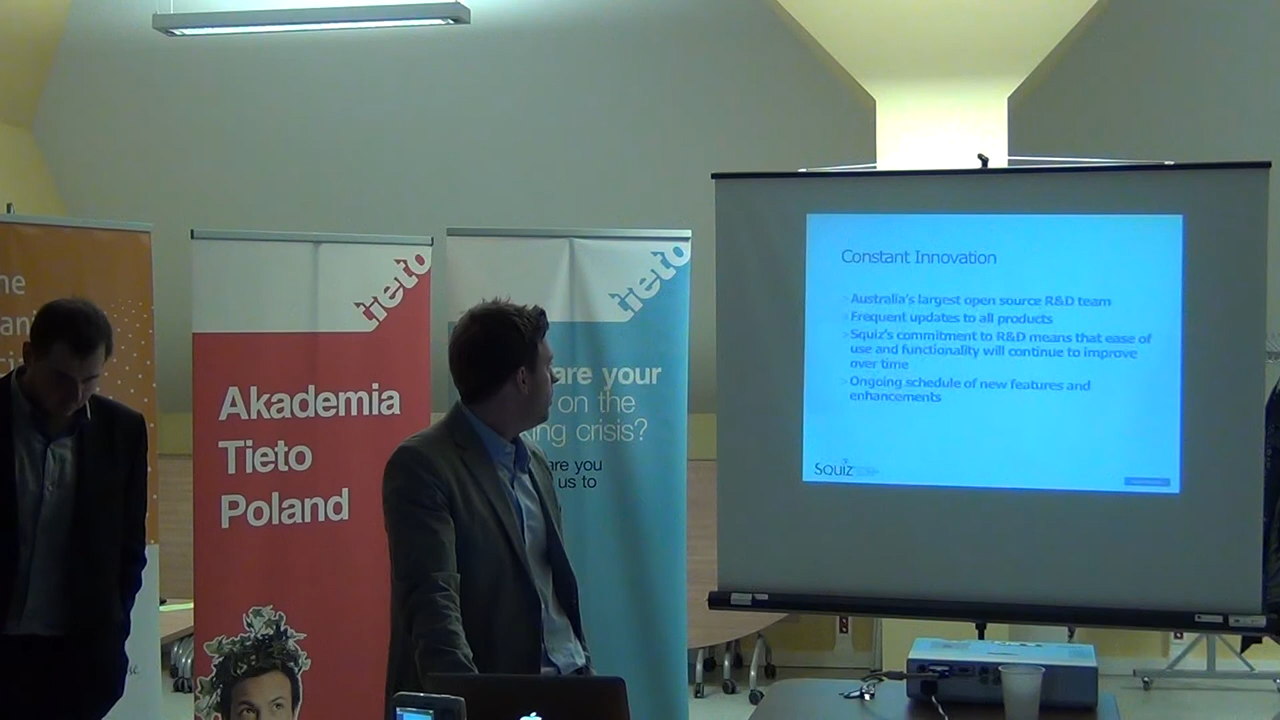 he
tieto
Akademia
Tieto
Poland
tieto
are your
on the
ng crisis?
are you
us to
Constant Innovation
Australia's largest open source R&D team
Frequent updates to all products
Squiz's commitment to R&D means that ease of
use and functionality will continue to improve
over time
Ongoing schedule of new features and
enhancements
Squiz